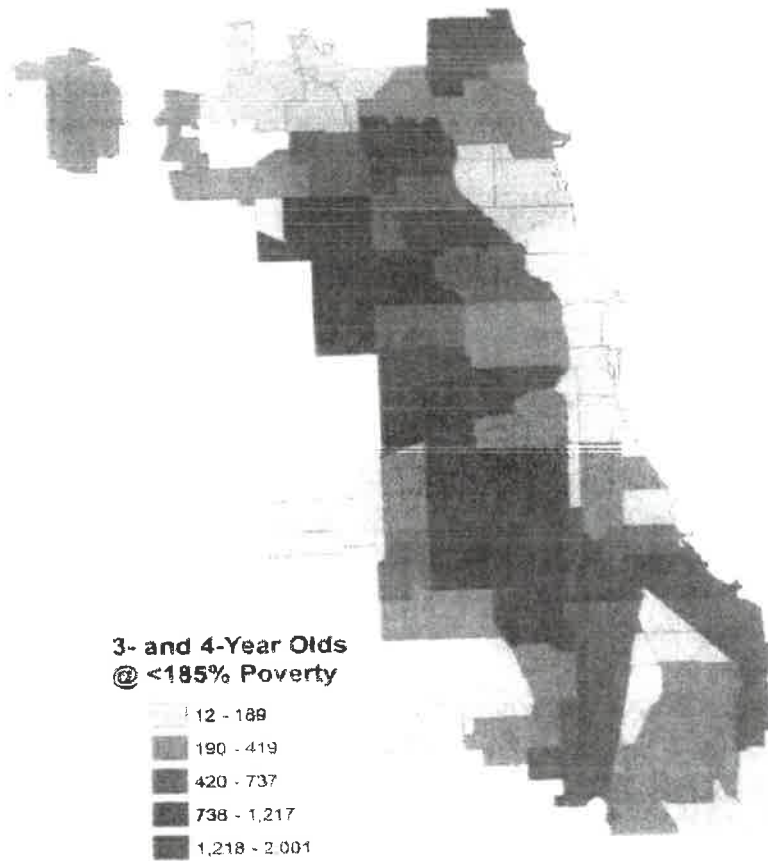 3- and 4-Year Olds
@ <185% Poverty
12 - 189
190 - 419
420 - 737
738 - 1,217
1,218 - 2,001